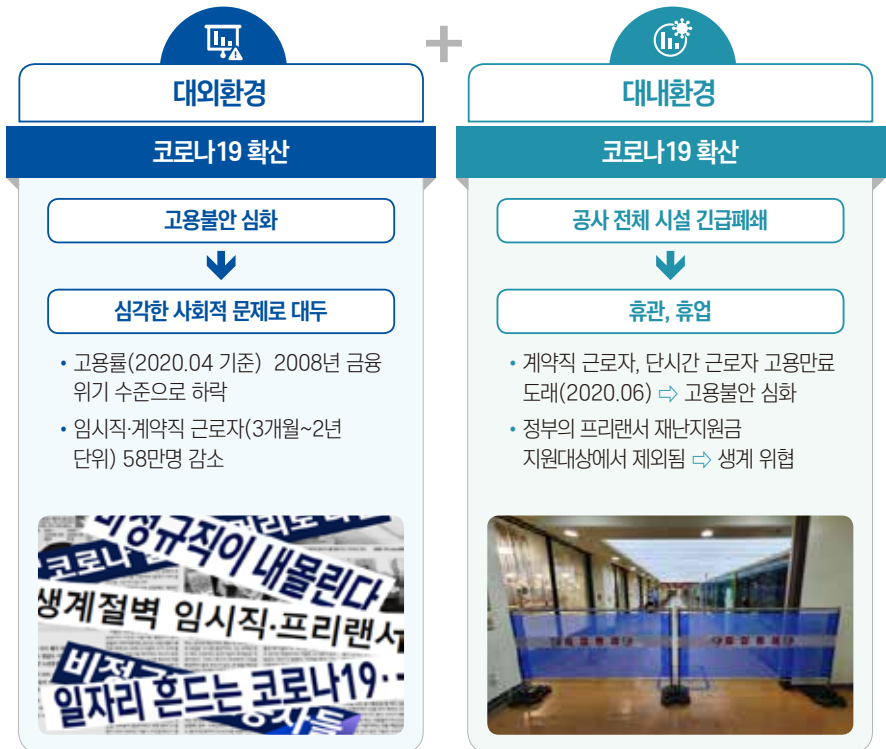 대외환경
코로나19 확산
고용불안 심화
심각한 사회적 문제로 대두
• 고용률(2020.04 기준) 2008년 금융
위기 수준으로 하락
• 임시직·계약직 근로자(3개월~2년
단위) 58만명 감소
비정규직이 내몰린다
코로나
생계절벽 임시직·프리랜서
일자리 흔드는 코로나19··
+
대내환경
코로나19 확산
공사 전체 시설 긴급폐쇄
휴관, 휴업
• 계약직 근로자, 단시간 근로자 고용만료
도래(2020.06) ⇨ 고용불안 심화
• 정부의 프리랜서 재난지원금
지원대상에서 제외됨 ⇨ 생계 위협